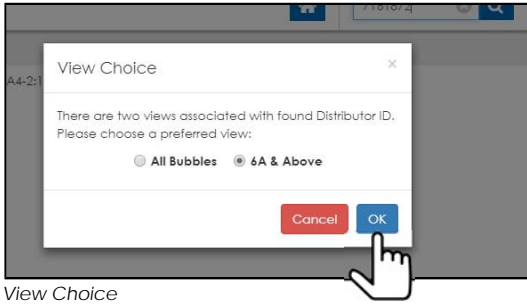 718187
View Choice
×
A4-2:1
There are two views associated with found Distributor ID.
Please choose a preferred view:
All Bubbles 6A & Above
Cancel OK
View Choice